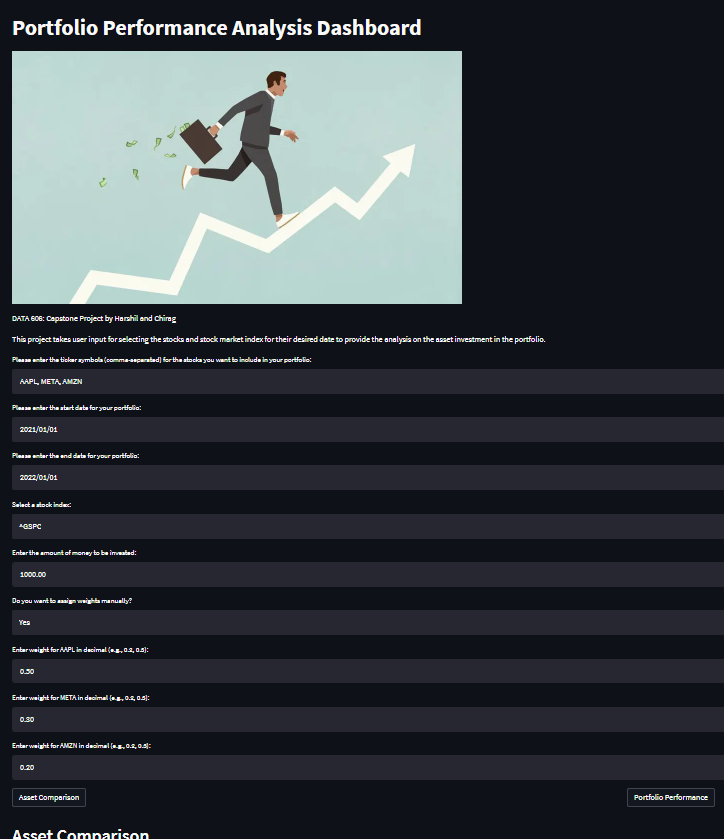 Portfolio Performance Analysis Dashboard
DATA 606: Capstone Project by Harshil and Chirag
This project takes user input for selecting the stocks and stock market index for their desired date to provide the analysis on the asset investment in the portfolio.
Please enter the ticker symbols (comma-separated) for the stocks you want to include in your portfolio:
AAPL, META, AMZN
Please enter the start date for your portfolio:
2021/01/01
Please enter the end date for your portfolio:
2022/01/01
Select a stock index:
^GSPC
Enter the amount of money to be invested:
1000.00
Do you want to assign weights manually?
Yes
Enter weight for AAPL in decimal (e.g., 0.2, 0.5):
0.50
Enter weight for META in decimal (e.g., 0.2, 0.5):
0.30
Enter weight for AMZN in decimal (e.g., 0.2, 0.5):
0.20
Asset Comparison Portfolio Performance
Asset Comparison